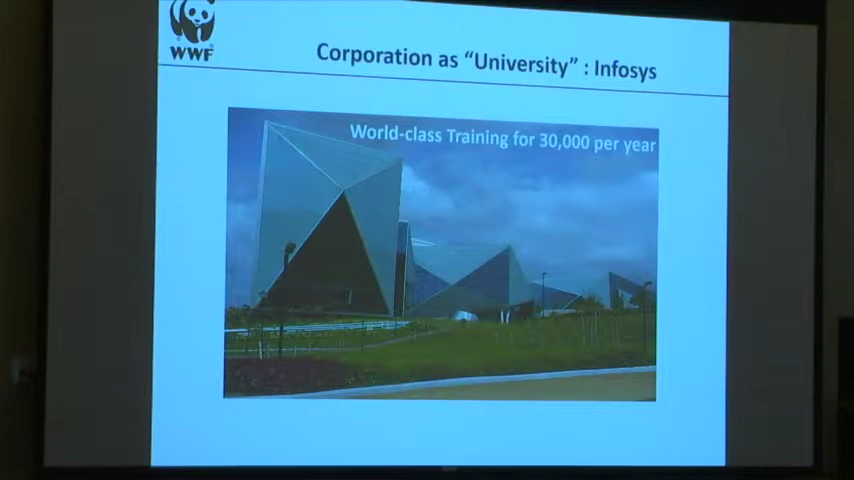 WWF
Corporation as “University” : Infosys
World-class Training for 30,000 per year